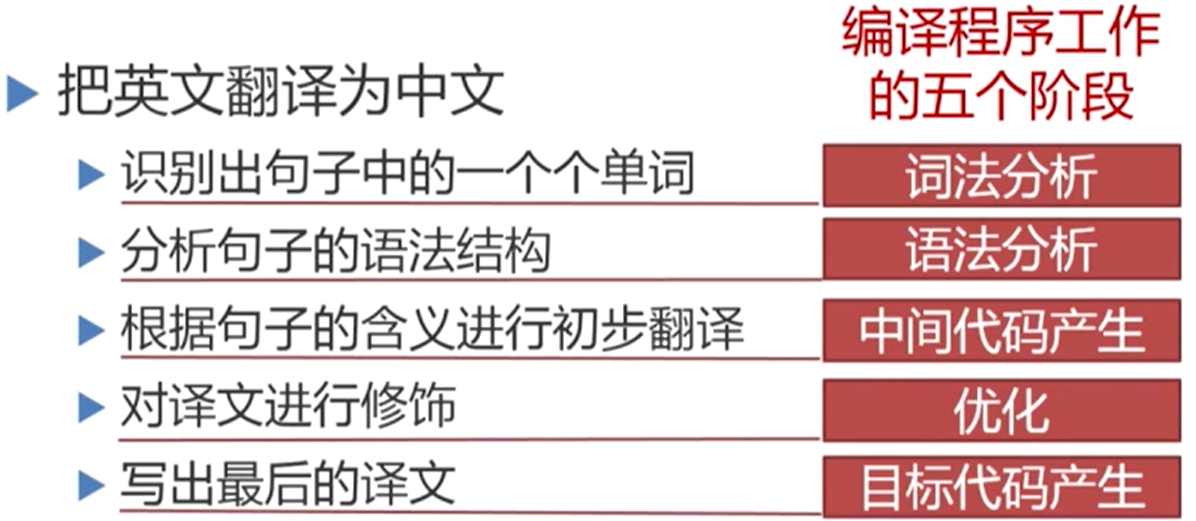 编译程序工作
的五个阶段
把英文翻译为中文
识别出句子中的一个个单词 词法分析
分析句子的语法结构 语法分析
根据句子的含义进行初步翻译 中间代码产生
对译文进行修饰 优化
写出最后的译文 目标代码产生